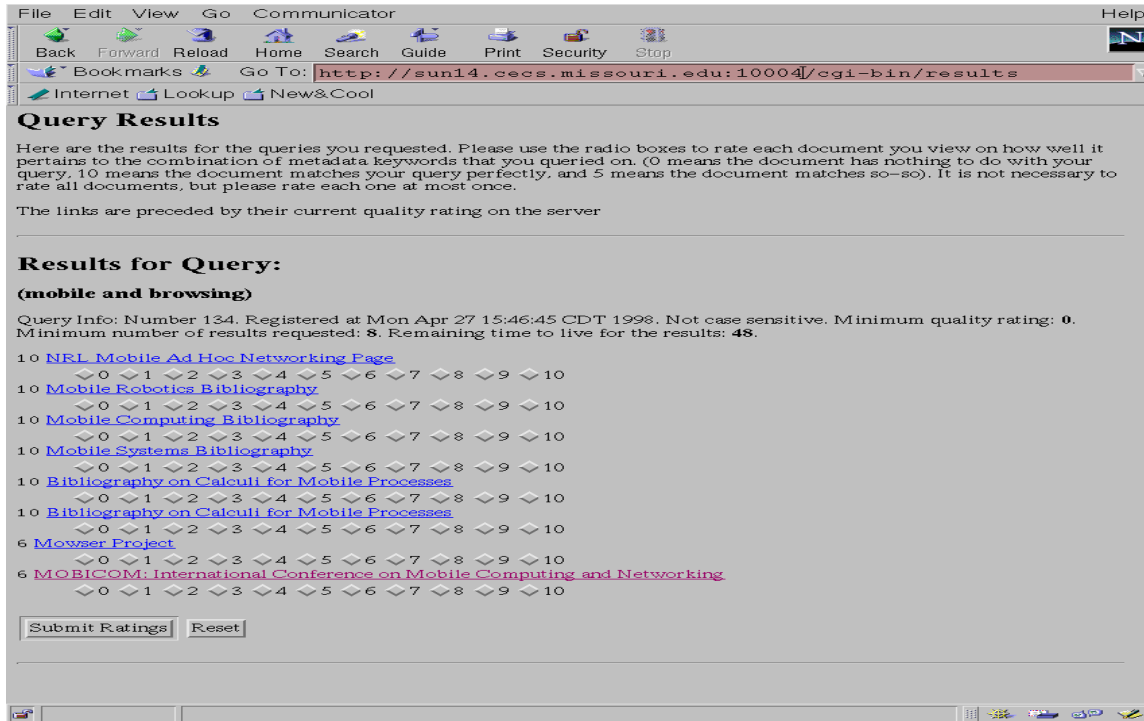 File Edit View Go Communicator Help
Back Forward Reload Home Search Guide Print Security Stop
N
Bookmarks Go To: http://sun14.cecs.missouri.edu:10004/cgi-bin/results
Internet Lookup New&Cool
Query Results
Here are the results for the queries you requested. Please use the radio boxes to rate each document you view on how well it
pertains to the combination of metadata keywords that you queried on. (0 means the document has nothing to do with your
query, 10 means the document matches your query perfectly, and 5 means the document matches so-so). It is not necessary to
rate all documents, but please rate each one at most once.
The links are preceded by their current quality rating on the server
Results for Query:
(mobile and browsing)
Query Info: Number 134. Registered at Mon Apr 27 15:46:45 CDT 1998. Not case sensitive. Minimum quality rating: 0.
Minimum number of results requested: 8. Remaining time to live for the results: 48.
10 NRL Mobile Ad Hoc Networking Page
0 1 2 3 4 5 6 7 8 9 10
10 Mobile Robotics Bibliography
0 1 2 3 4 5 6 7 8 9 10
10 Mobile Computing Bibliography
0 1 2 3 4 5 6 7 8 9 10
10 Mobile Systems Bibliography
0 1 2 3 4 5 6 7 8 9 10
10 Bibliography on Calculi for Mobile Processes
0 1 2 3 4 5 6 7 8 9 10
10 Bibliography on Calculi for Mobile Processes
0 1 2 3 4 5 6 7 8 9 10
6 Mowser Project
0 1 2 3 4 5 6 7 8 9 10
6 MOBICOM: International Conference on Mobile Computing and Networking
0 1 2 3 4 5 6 7 8 9 10
Submit Ratings Reset